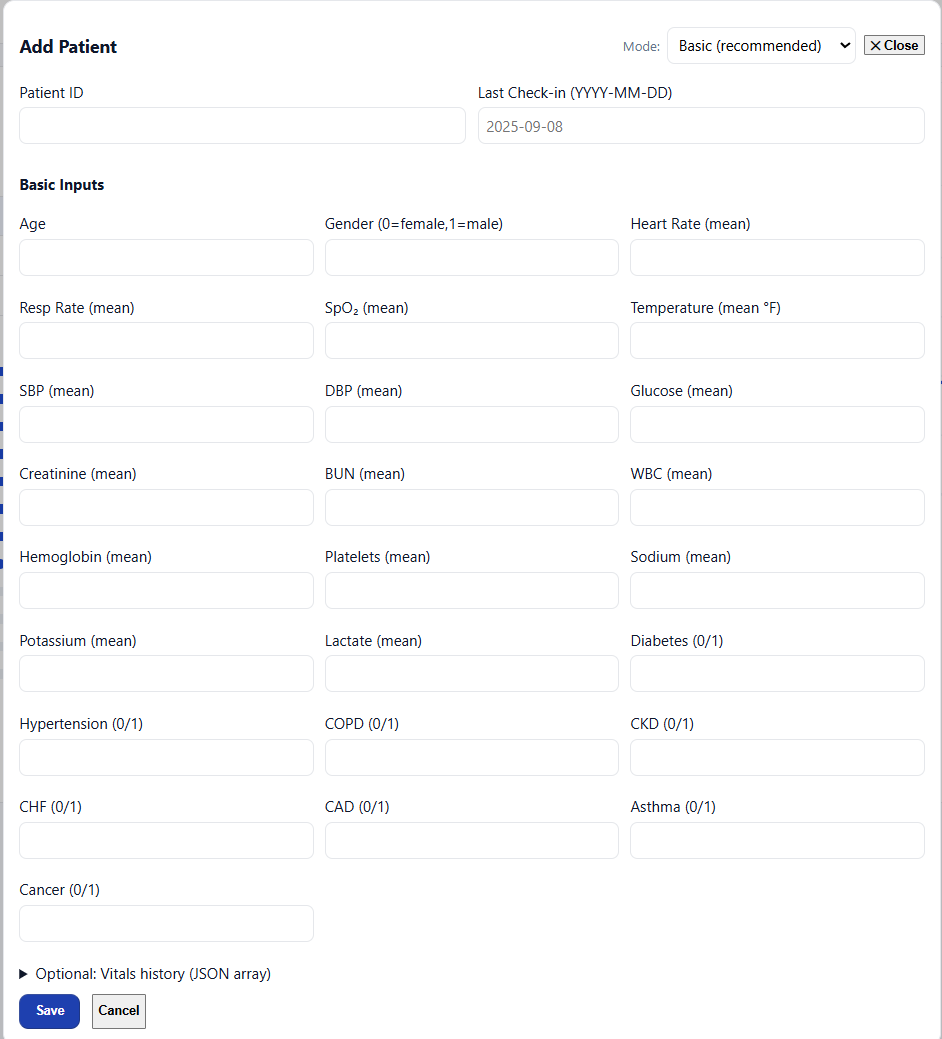 Add Patient Mode: Basic (recommended) ✕ Close
Patient ID Last Check-in (YYYY-MM-DD)
2025-09-08
Basic Inputs
Age Gender (0=female,1=male) Heart Rate (mean)
Resp Rate (mean) SpO₂ (mean) Temperature (mean °F)
SBP (mean) DBP (mean) Glucose (mean)
Creatinine (mean) BUN (mean) WBC (mean)
Hemoglobin (mean) Platelets (mean) Sodium (mean)
Potassium (mean) Lactate (mean) Diabetes (0/1)
Hypertension (0/1) COPD (0/1) CKD (0/1)
CHF (0/1) CAD (0/1) Asthma (0/1)
Cancer (0/1)
Optional: Vitals history (JSON array)
Save Cancel